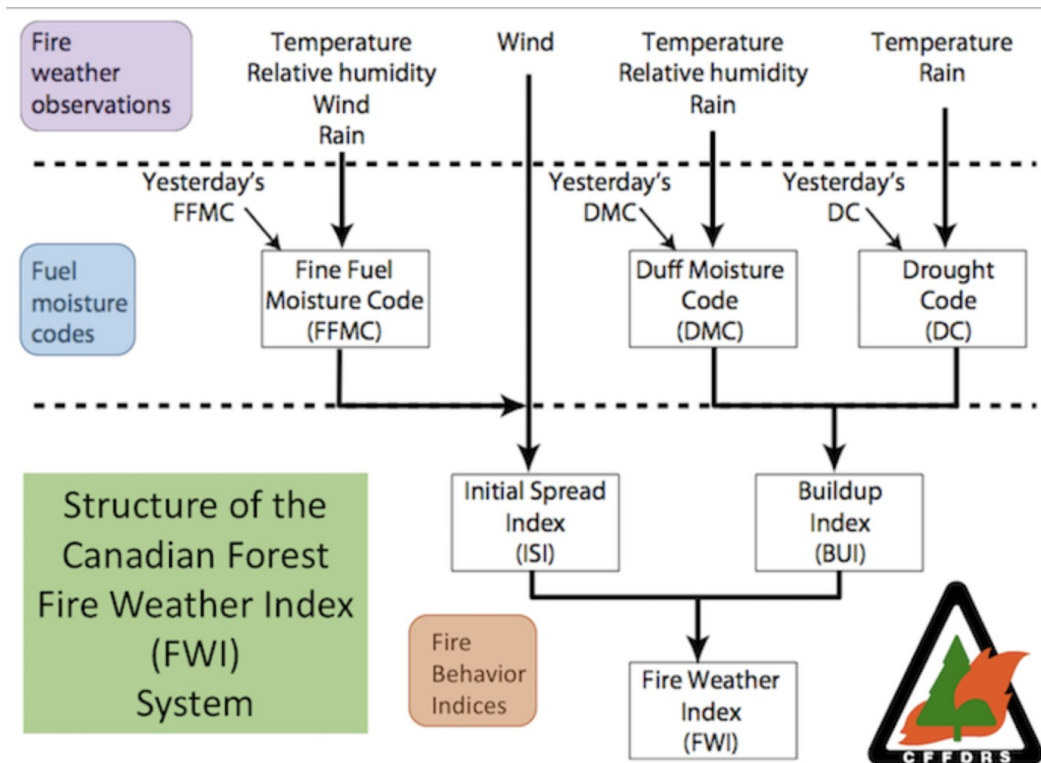 Fire
weather
observations
Temperature
Relative humidity
Wind
Rain
Wind
Temperature
Relative humidity
Rain
Temperature
Rain
Yesterday's
FFMC
Yesterday's
DMC
Yesterday's
DC
Fuel
moisture
codes
Fine Fuel
Moisture Code
(FFMC)
Duff Moisture
Code
(DMC)
Drought
Code
(DC)
Structure of the
Canadian Forest
Fire Weather Index
(FWI)
System
Initial Spread
Index
(ISI)
Buildup
Index
(BUI)
Fire
Behavior
Indices
Fire Weather
Index
(FWI)
CFFDRS